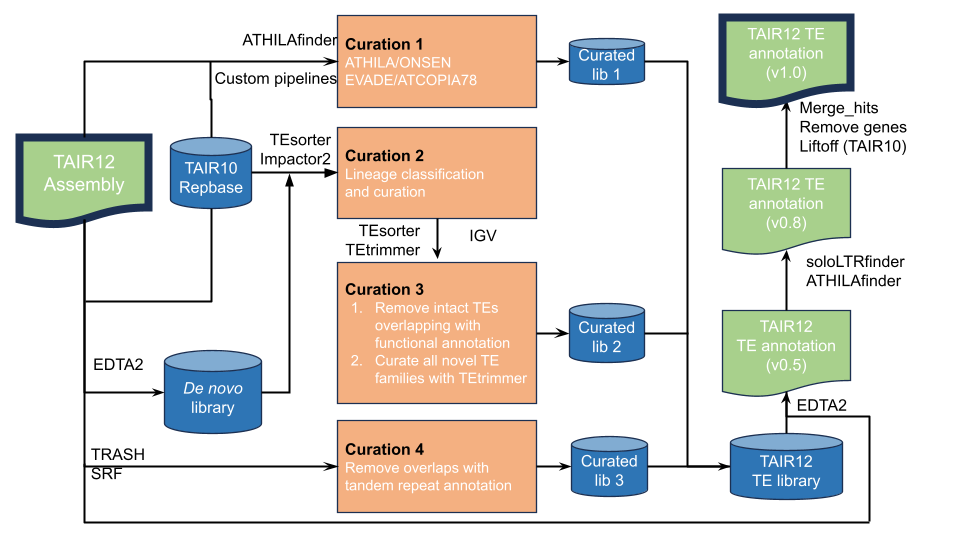 ATHILAfinder
Custom pipelines
Curation 1
ATHILA/ONSEN
EVADE/ATCOPIA78
Curated
lib 1
TAIR12 TE
annotation
(v1.0)
Merge_hits
Remove genes
Liftoff (TAIR10)
TAIR12
Assembly
TAIR10
Repbase
TEsorter
Impactor2
Curation 2
Lineage classification
and curation
TAIR12 TE
annotation
(v0.8)
TEsorter
TEtrimmer
IGV
soloLTRfinder
ATHILAfinder
Curation 3
1. Remove intact TEs
overlapping with
functional annotation
2. Curate all novel TE
families with TEtrimmer
Curated
lib 2
TAIR12
TE annotation
(v0.5)
EDTA2
De novo
library
EDTA2
TRASH
SRF
Curation 4
Remove overlaps with
tandem repeat annotation
Curated
lib 3
TAIR12
TE library